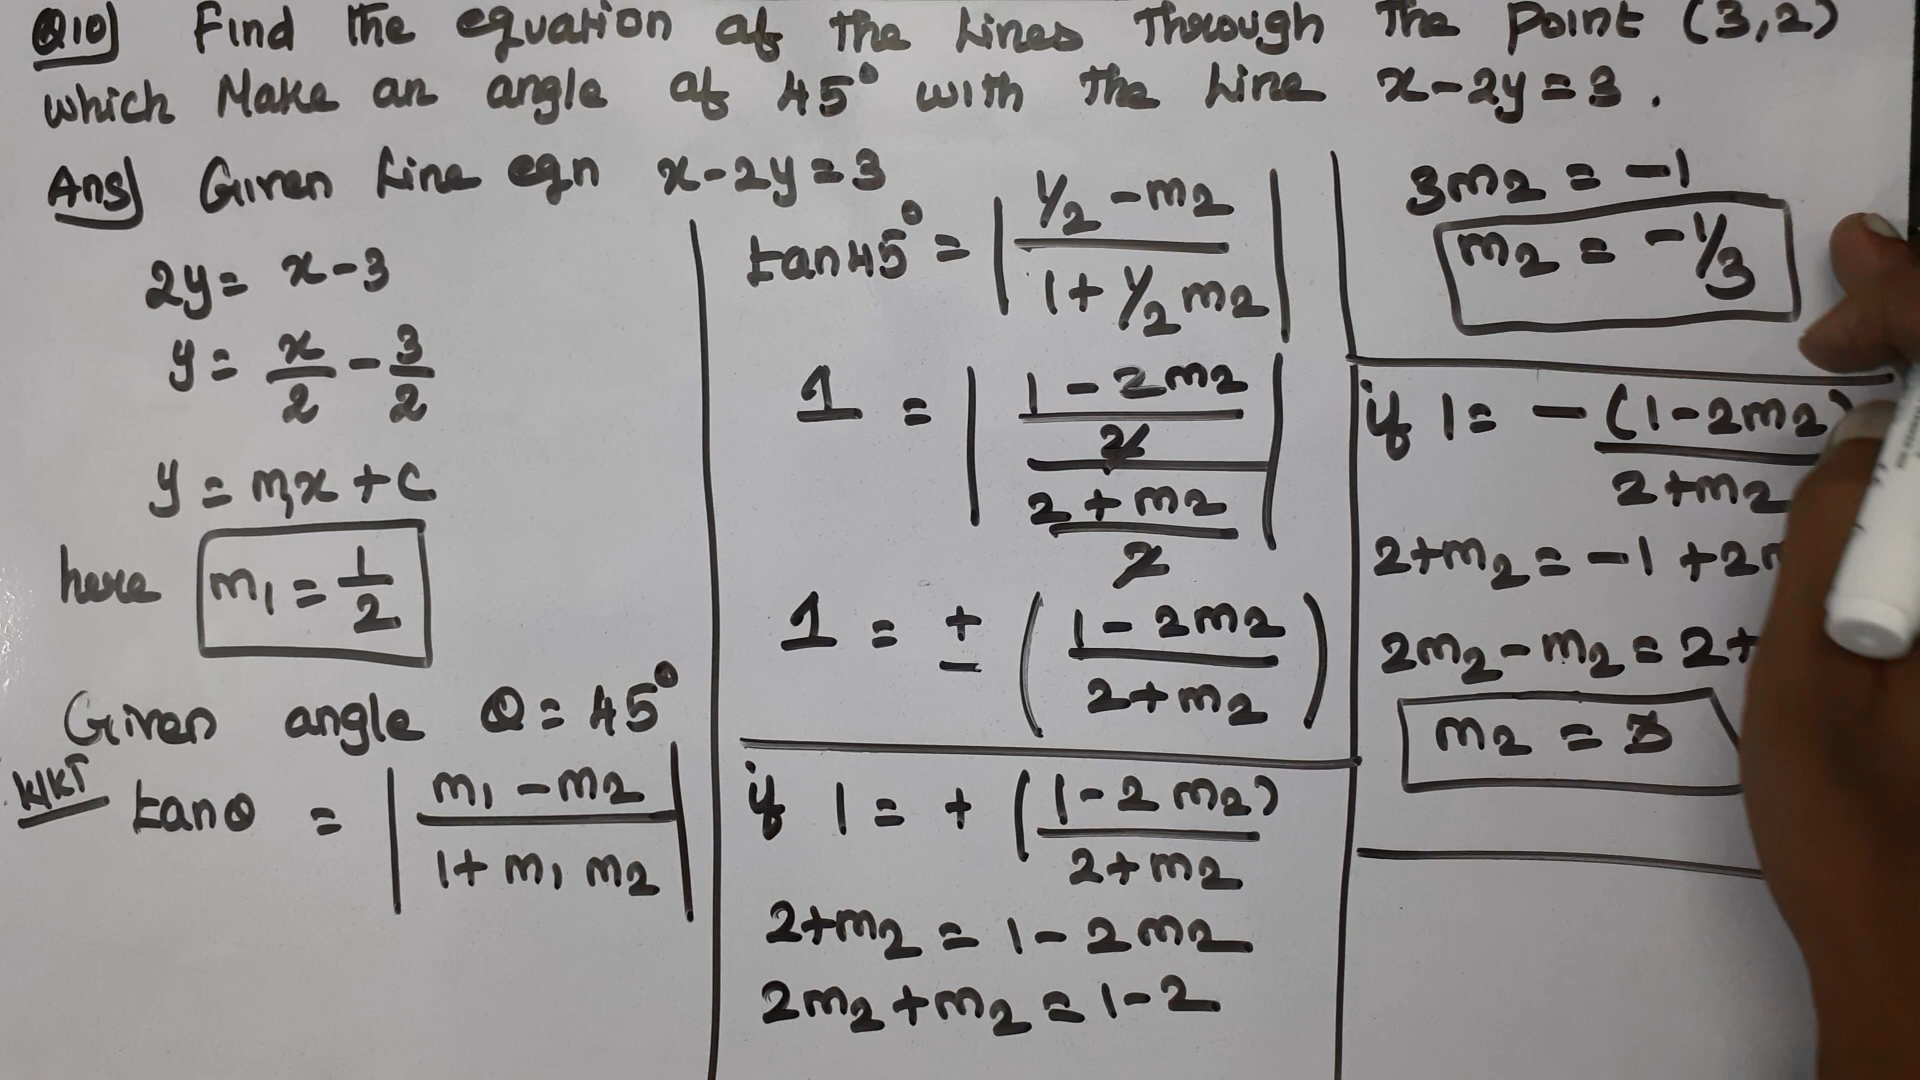 Q10) Find the equation of the Lines Through The point (3,2)
which Make an angle of 45° with the Line x-2y=3.
Ans) Given Line eqn x-2y=3
2y= x-3
y= x/2 - 3/2
y = m,x+c
here m1 = 1/2
Given angle θ=45°
WKT tanθ = |m1-m2 / 1+m1 m2|
tan45° = |1/2-m2 / 1+1/2m2|
1 = |1-2m2 / 2 / 2+m2 / 2|
1 = ± (1-2m2 / 2+m2)
if 1= + (1-2m2) / 2+m2
2+m2 = 1-2m2
2m2+m2 = 1-2
3m2 = -1
m2 = -1/3
if 1= -(1-2m2) / 2+m2
2+m2 = -1+2
2m2-m2 = 2+
m2 = 3